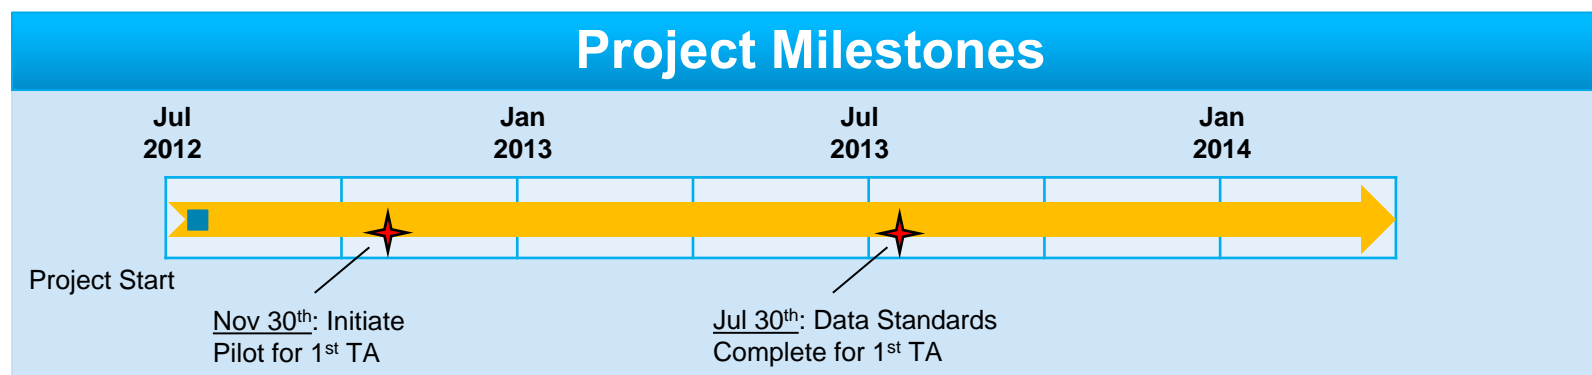 Project Milestones
Jul
2012
Jan
2013
Jul
2013
Jan
2014
Project Start
Nov 30th: Initiate
Pilot for 1st TA
Jul 30th: Data Standards
Complete for 1st TA